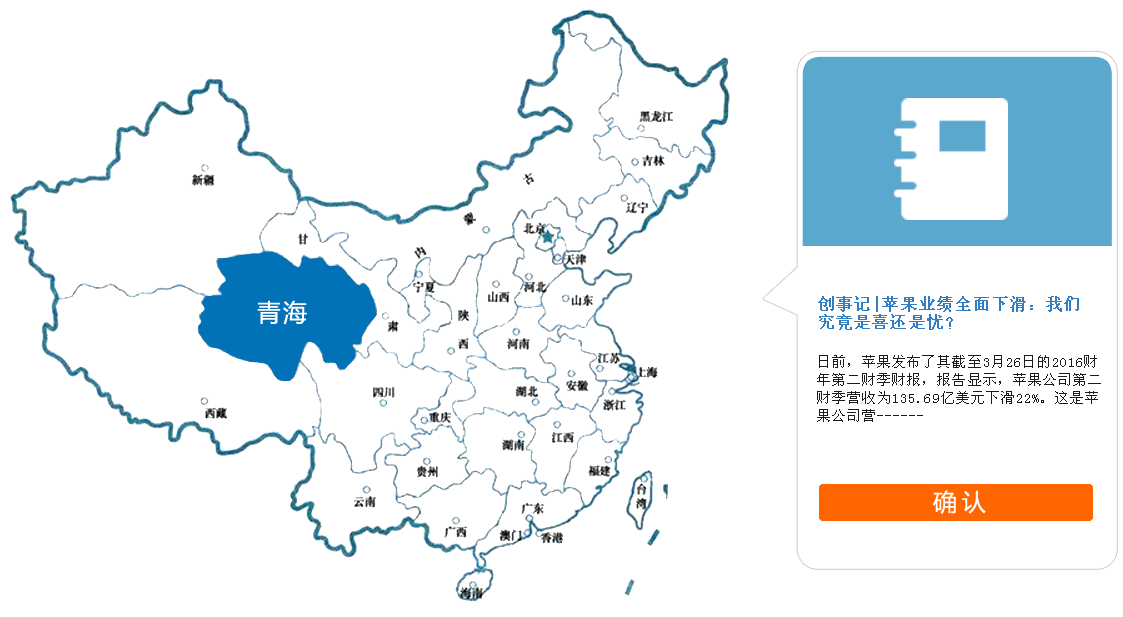 黑龙江
吉林
辽宁
新疆
内
蒙
古
北京
天津
甘
肃
宁夏
山西
河北
山东
青海
陕
西
河南
江苏
上海
安徽
浙江
湖北
四川
重庆
西藏
湖南
江西
贵州
福建
云南
台
湾
广东
广西
澳门
香港
海南
创事记|苹果业绩全面下滑：我们
究竟是喜还是忧？
日前，苹果发布了其截至3月26日的2016财
年第二财季财报，报告显示，苹果公司第二
财季营收为135.69亿美元下滑22%。这是苹
果公司营------
确认